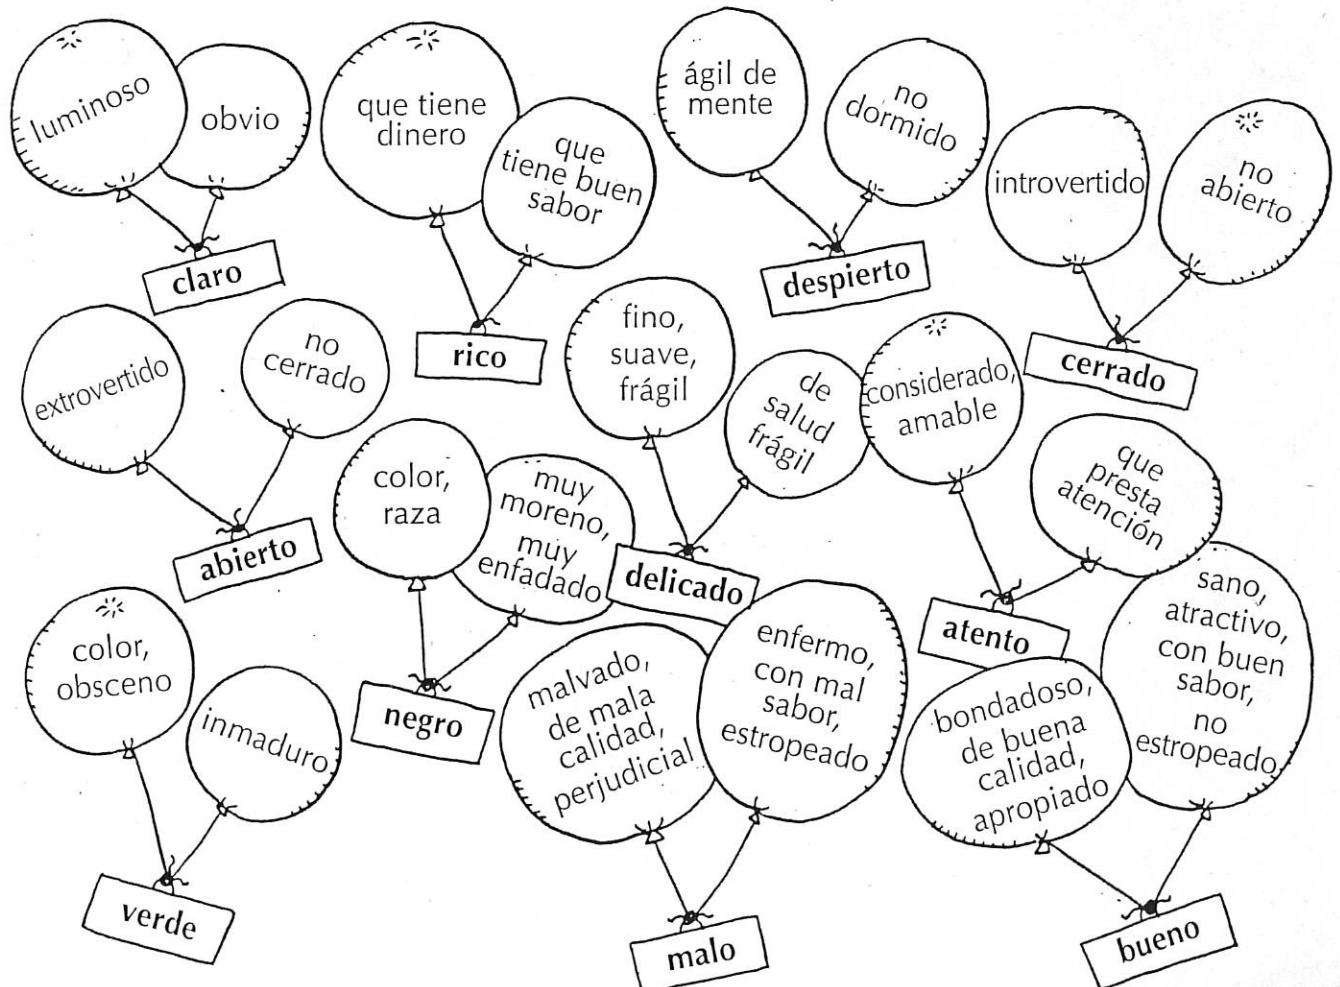 luminoso
obvio
claro
que tiene
dinero
que
tiene buen
sabor
rico
ágil de
mente
no
dormido
despierto
introvertido
no
abierto
cerrado
extrovertido
no
cerrado
abierto
color,
raza
muy
moreno,
muy
enfadado
negro
fino,
suave,
frágil
de
salud
frágil
delicado
considerado,
amable
que
presta
atención
atento
color,
obsceno
inmaduro
verde
malvado,
de mala
calidad,
perjudicial
enfermo,
con mal
sabor,
estropeado
malo
bondadoso,
de buena
calidad,
apropiado
sano,
atractivo,
con buen
sabor,
no
estropeado
bueno